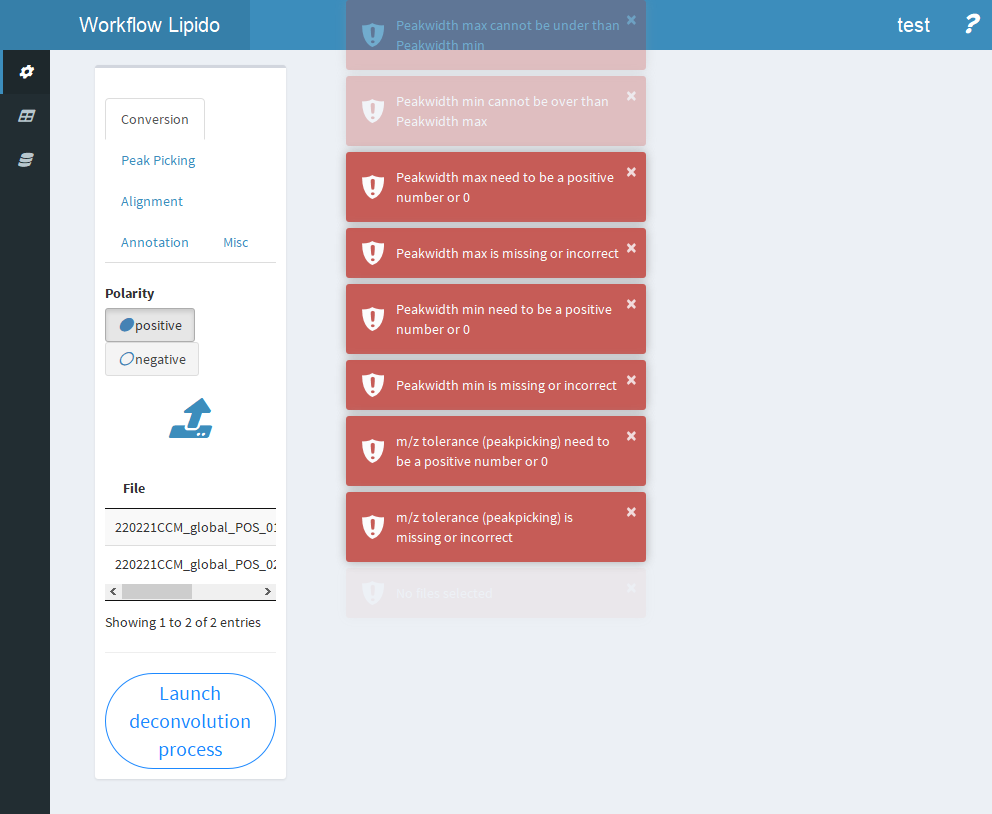 Workflow Lipido
test
?
Conversion
Peak Picking
Alignment
Annotation Misc
Polarity
positive
negative
File
220221CCM_global_POS_01
220221CCM_global_POS_02
Showing 1 to 2 of 2 entries
Launch
deconvolution
process
Peakwidth max cannot be under than
Peakwidth min
×
Peakwidth min cannot be over than
Peakwidth max
×
Peakwidth max need to be a positive
number or 0
×
Peakwidth max is missing or incorrect
×
Peakwidth min need to be a positive
number or 0
×
Peakwidth min is missing or incorrect
×
m/z tolerance (peakpicking) need to
be a positive number or 0
×
m/z tolerance (peakpicking) is
missing or incorrect
×
No files selected
×